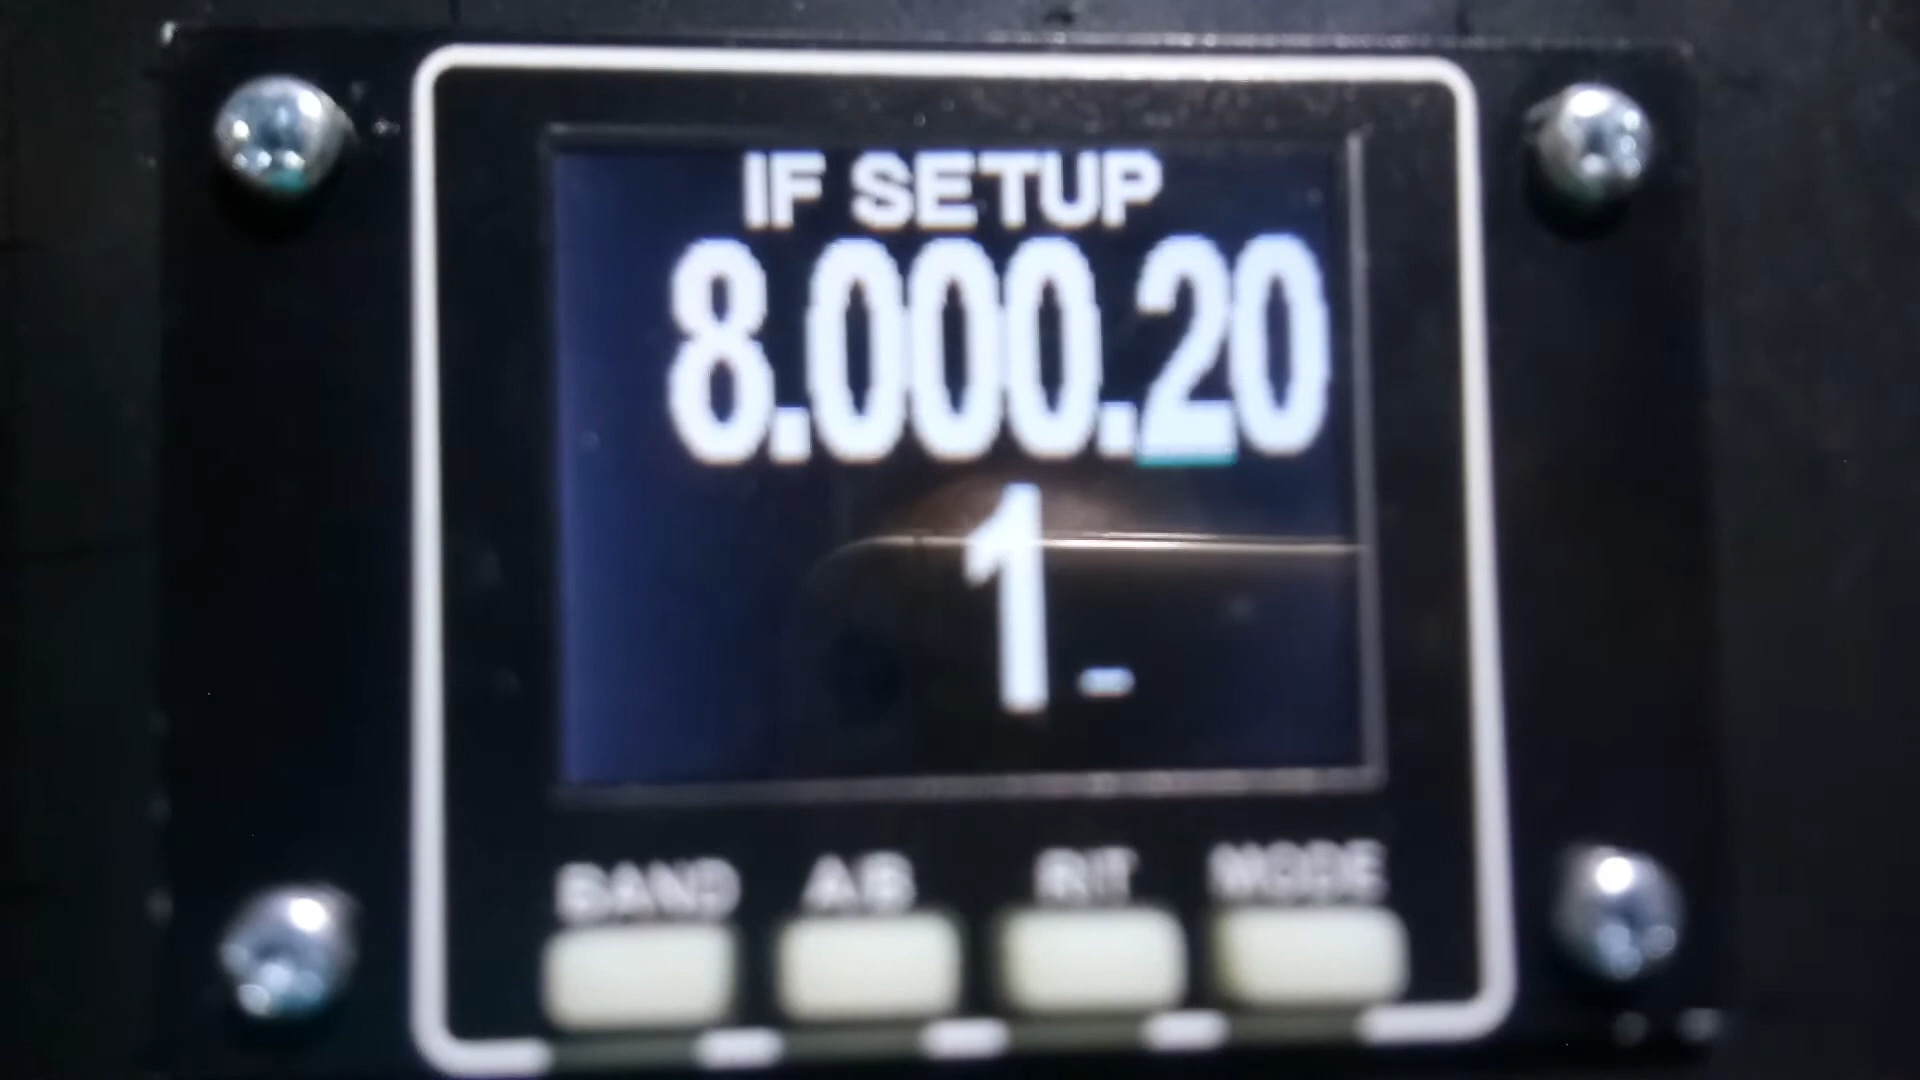 IF SETUP
8.000.20
1 -
BAND A/B RIT MODE